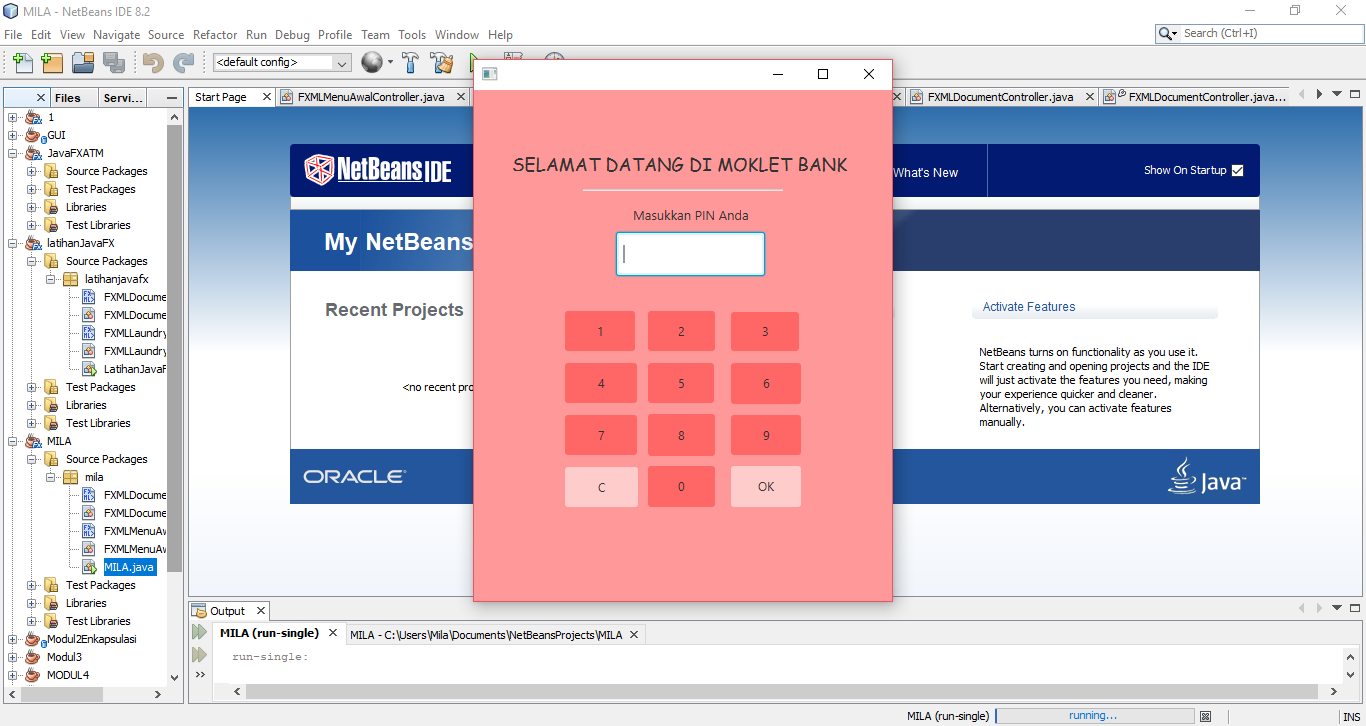 MILA - NetBeans IDE 8.2
File Edit View Navigate Source Refactor Run Debug Profile Team Tools Window Help
Search (Ctrl+I)
<default config>
Files
Servi...
Start Page
FXMLMenuAwalController.java
FXMLDocumentController.java
FXMLDocumentController.java...
1
GUI
JavaFXATM
Source Packages
Test Packages
Libraries
Test Libraries
latihanJavaFX
Source Packages
latihanjavafx
FXMLDocume
FXMLDocume
FXMLLaundry
FXMLLaundry
LatihanJavaF
Test Packages
Libraries
Test Libraries
MILA
Source Packages
mila
FXMLDocume
FXMLDocume
FXMLMenuAw
FXMLMenuAw
MILA.java
Test Packages
Libraries
Test Libraries
Modul2Enkapsulasi
Modul3
MODUL4
NetBeans IDE
What's New
Show On Startup
My NetBeans
Recent Projects
<no recent pro
Activate Features
NetBeans turns on functionality as you use it.
Start creating and opening projects and the IDE
will just activate the features you need, making
your experience quicker and cleaner.
Alternatively, you can activate features
manually.
ORACLE
Java
SELAMAT DATANG DI MOKLET BANK
Masukkan PIN Anda
1 2 3
4 5 6
7 8 9
C 0 OK
Output
MILA (run-single)
MILA - C:\Users\Mila\Documents\NetBeansProjects\MILA
run-single:
MILA (run-single)
running...
INS